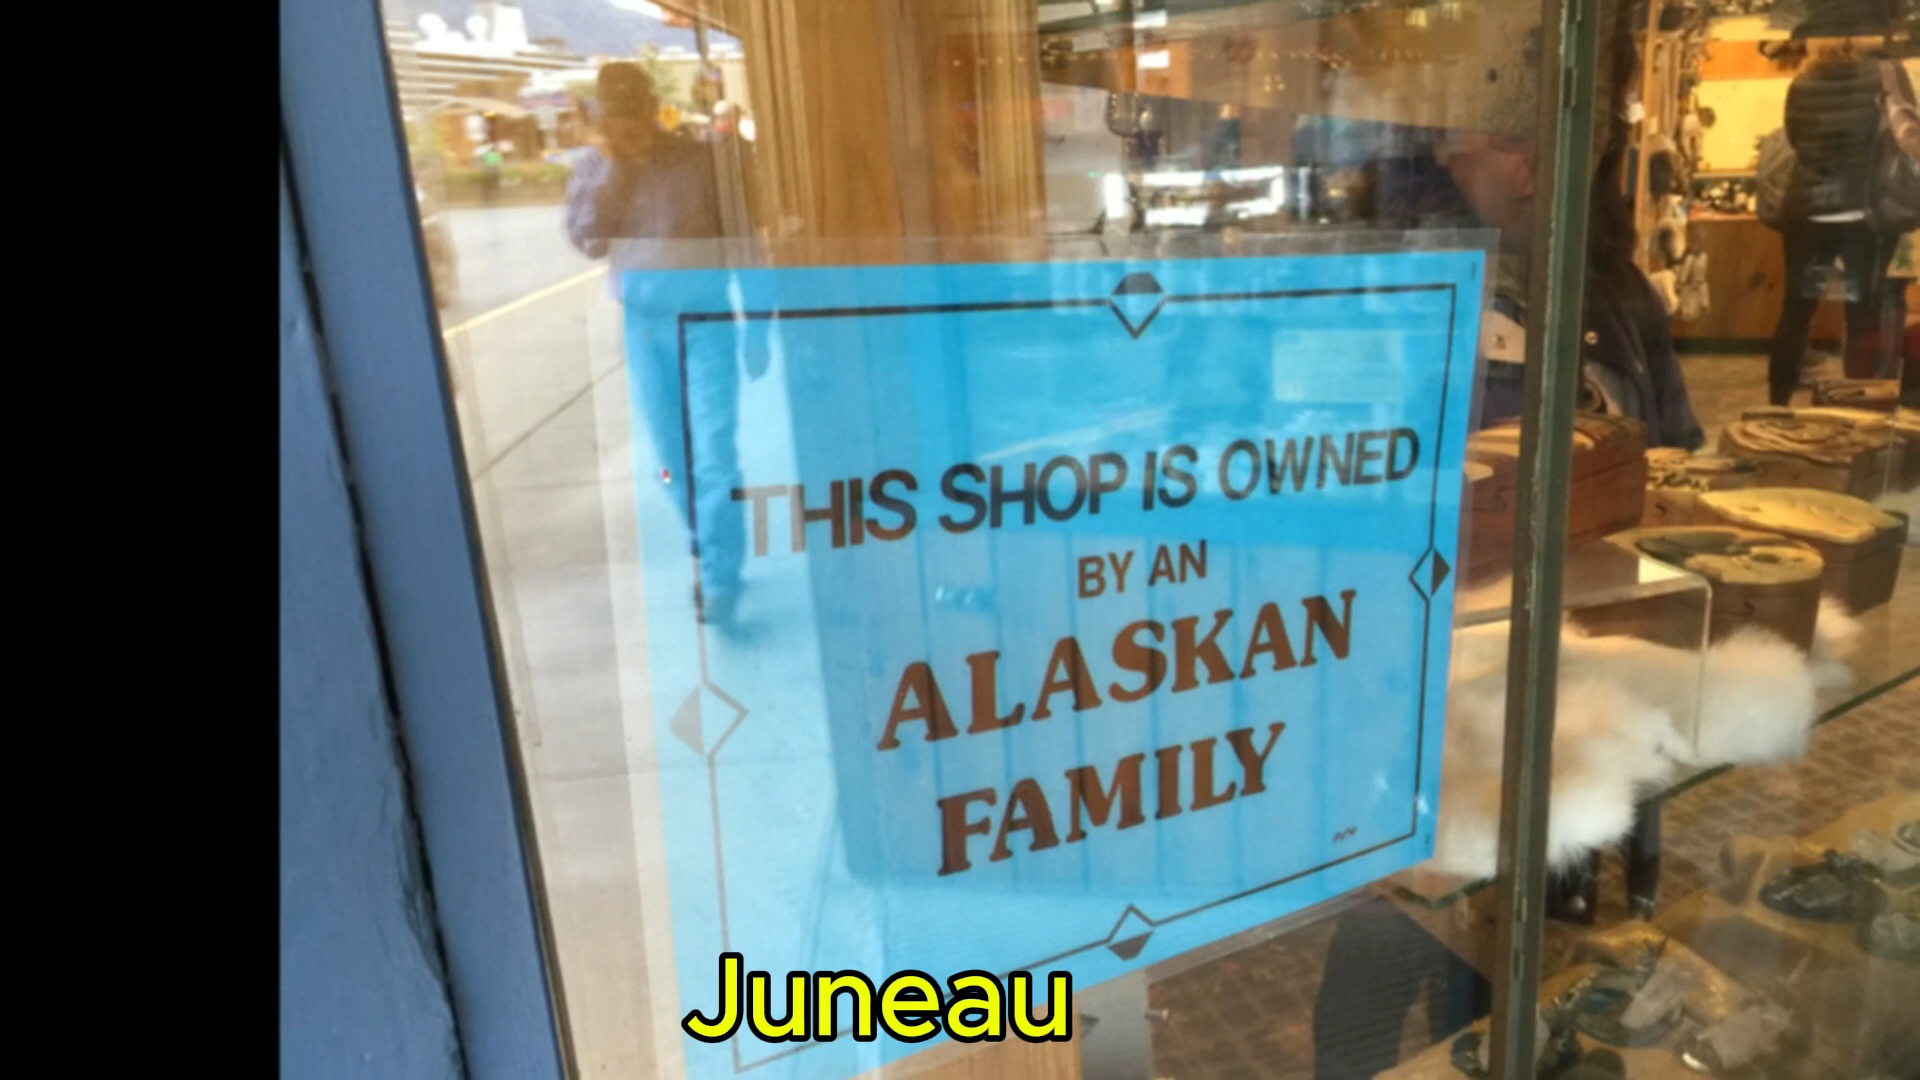 THIS SHOP IS OWNED
BY AN
ALASKAN
FAMILY
Juneau